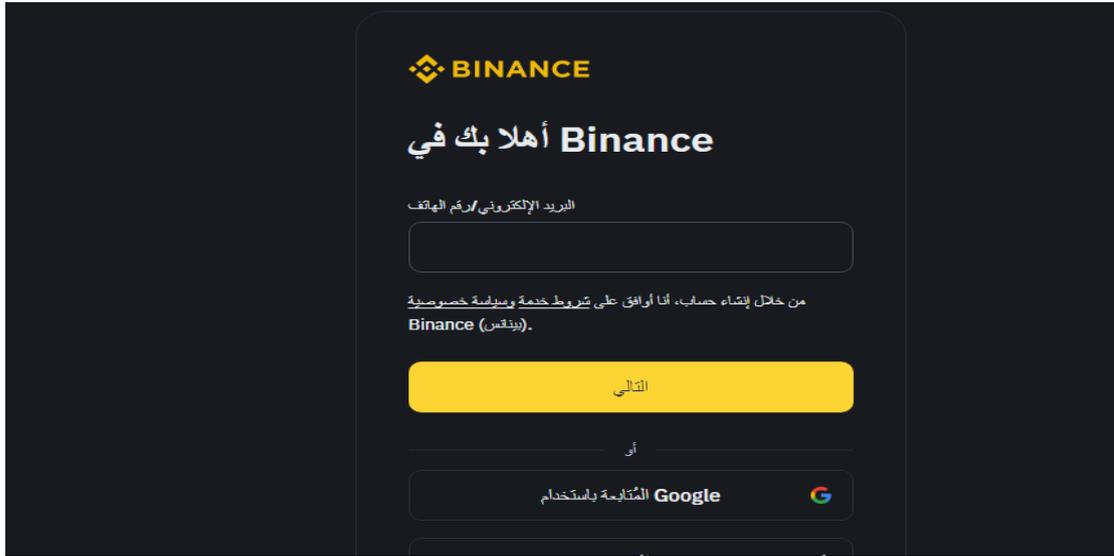 BINANCE
أهلا بك في Binance
البريد الإلكتروني/رقم الهاتف
من خلال إنشاء حساب، أنا أوافق على شروط خدمة وسياسة خصوصية
Binance (بينانس).
التالي
أو
المُتابعة باستخدام Google